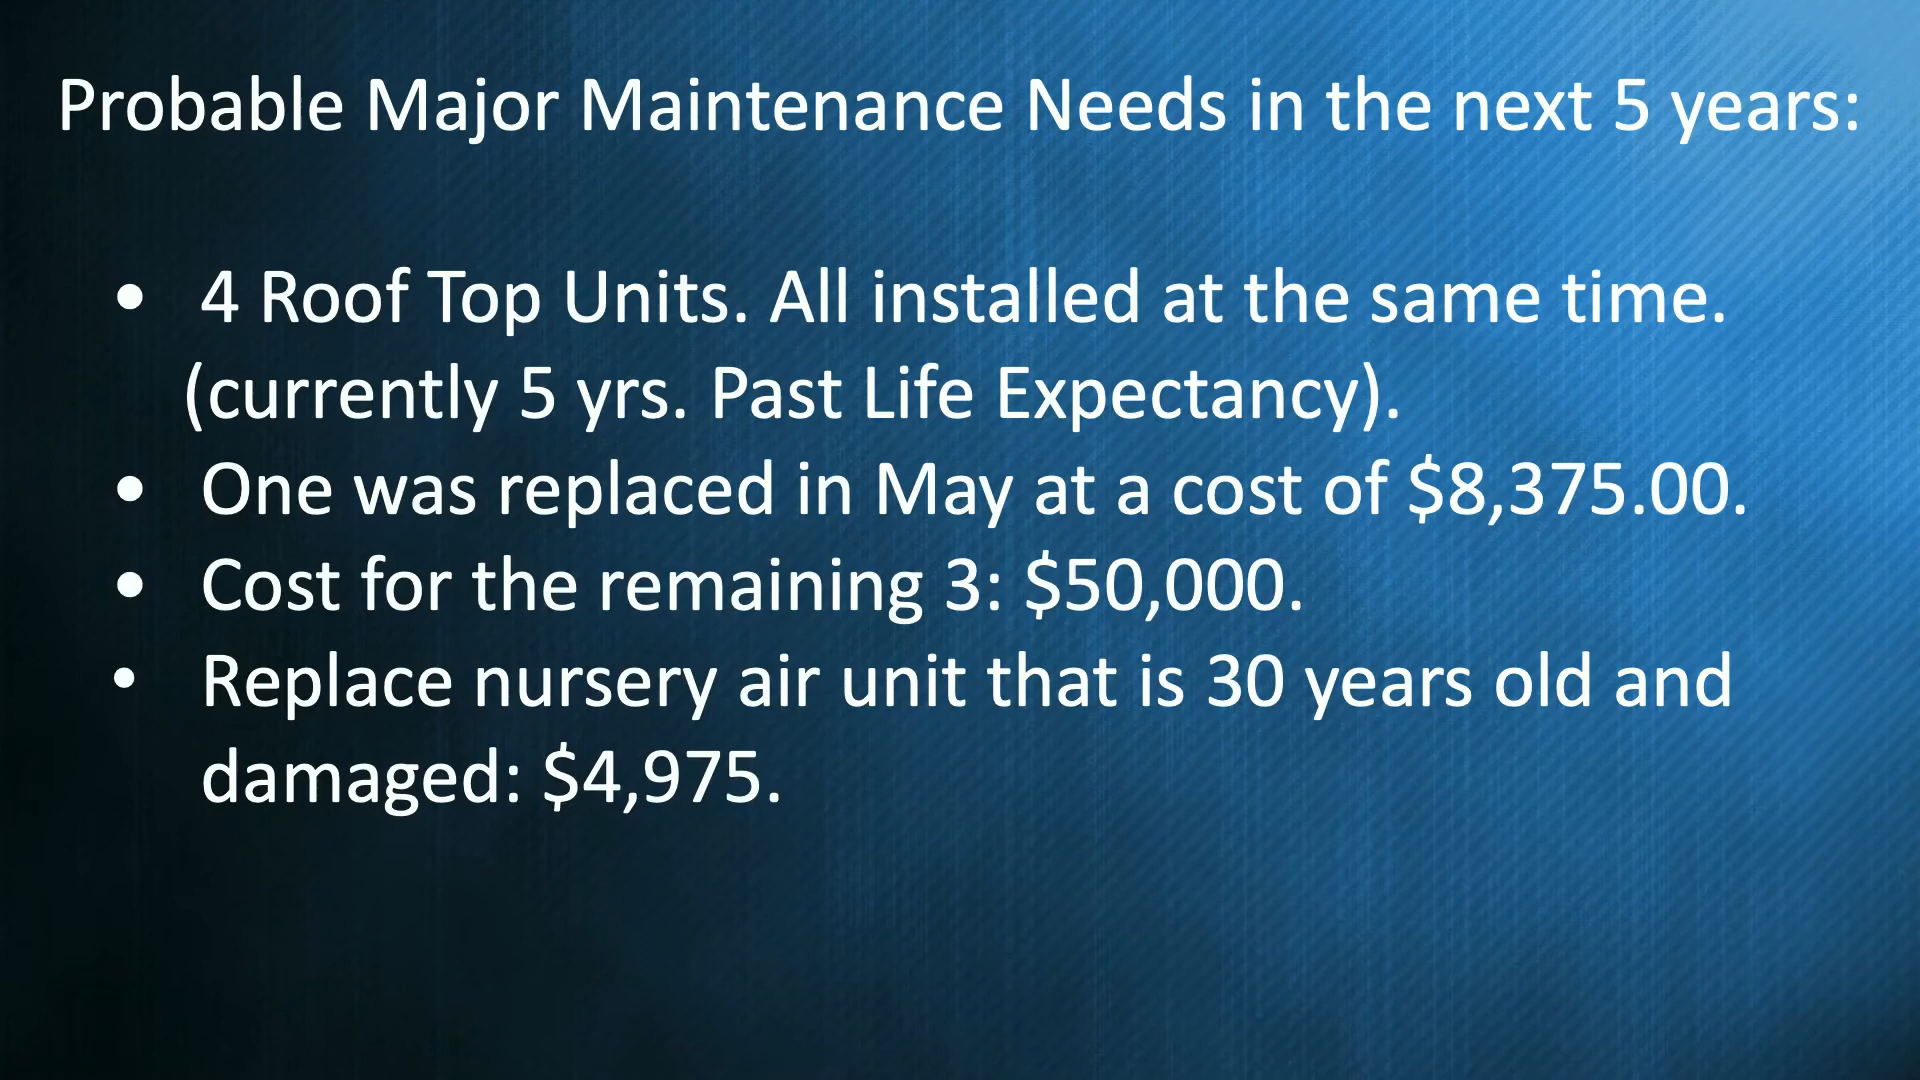 Probable Major Maintenance Needs in the next 5 years:
• 4 Roof Top Units. All installed at the same time.
(currently 5 yrs. Past Life Expectancy).
• One was replaced in May at a cost of $8,375.00.
• Cost for the remaining 3: $50,000.
• Replace nursery air unit that is 30 years old and
damaged: $4,975.